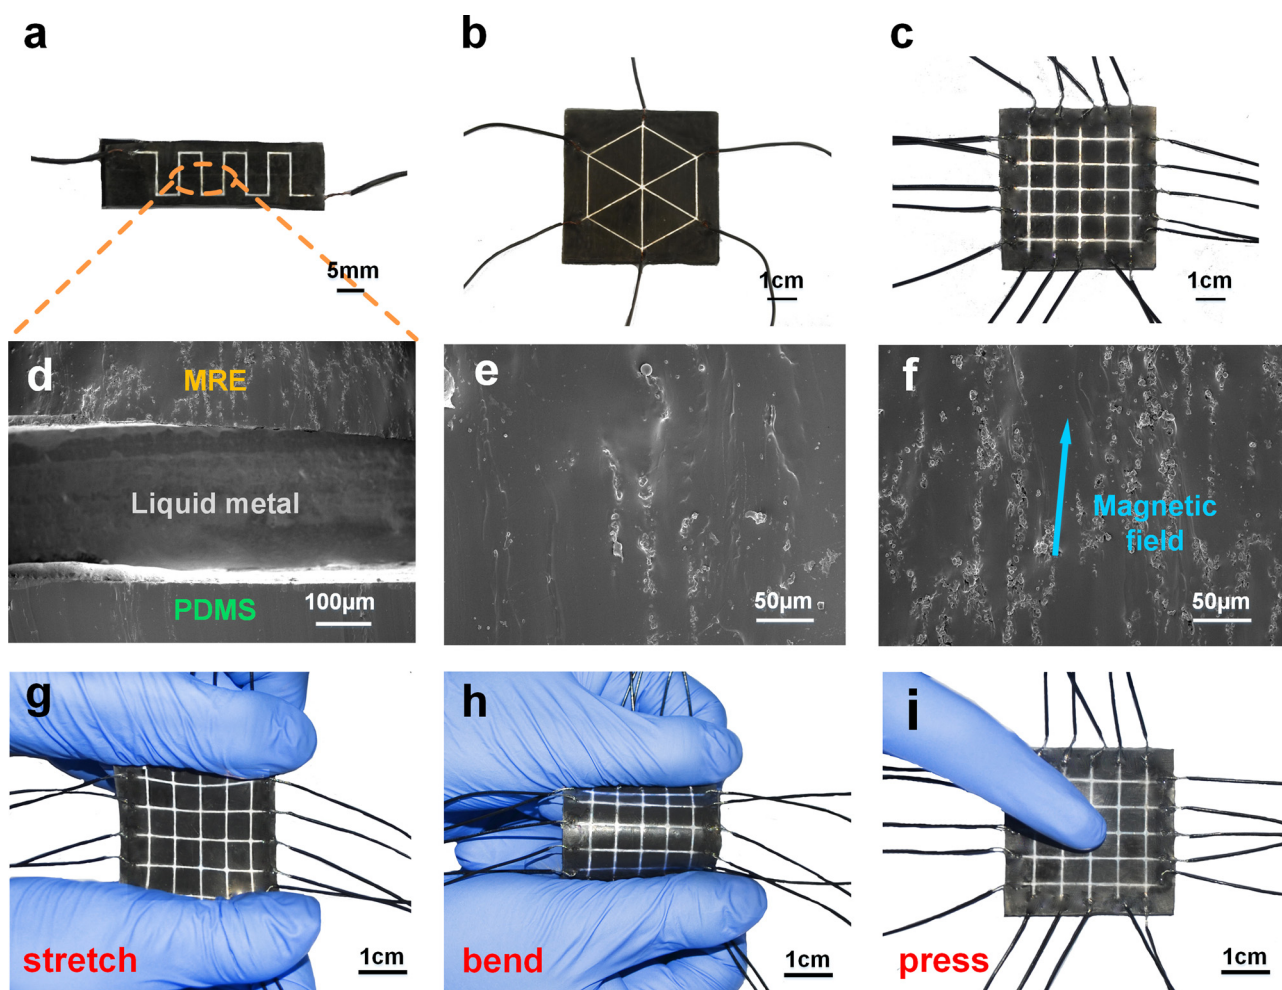 a
b
c
5mm
1cm
1cm
d
MRE
Liquid metal
PDMS
100μm
e
50μm
f
Magnetic
field
50μm
g
stretch
1cm
h
bend
1cm
i
press
1cm